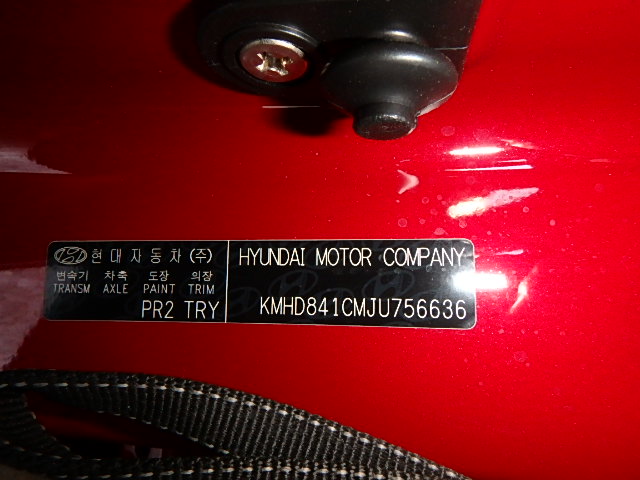 현대자동차(주)
변속기 차축 도장 의장
TRANSM AXLE PAINT TRIM
PR2 TRY
HYUNDAI MOTOR COMPANY
KMHD841CMJU756636